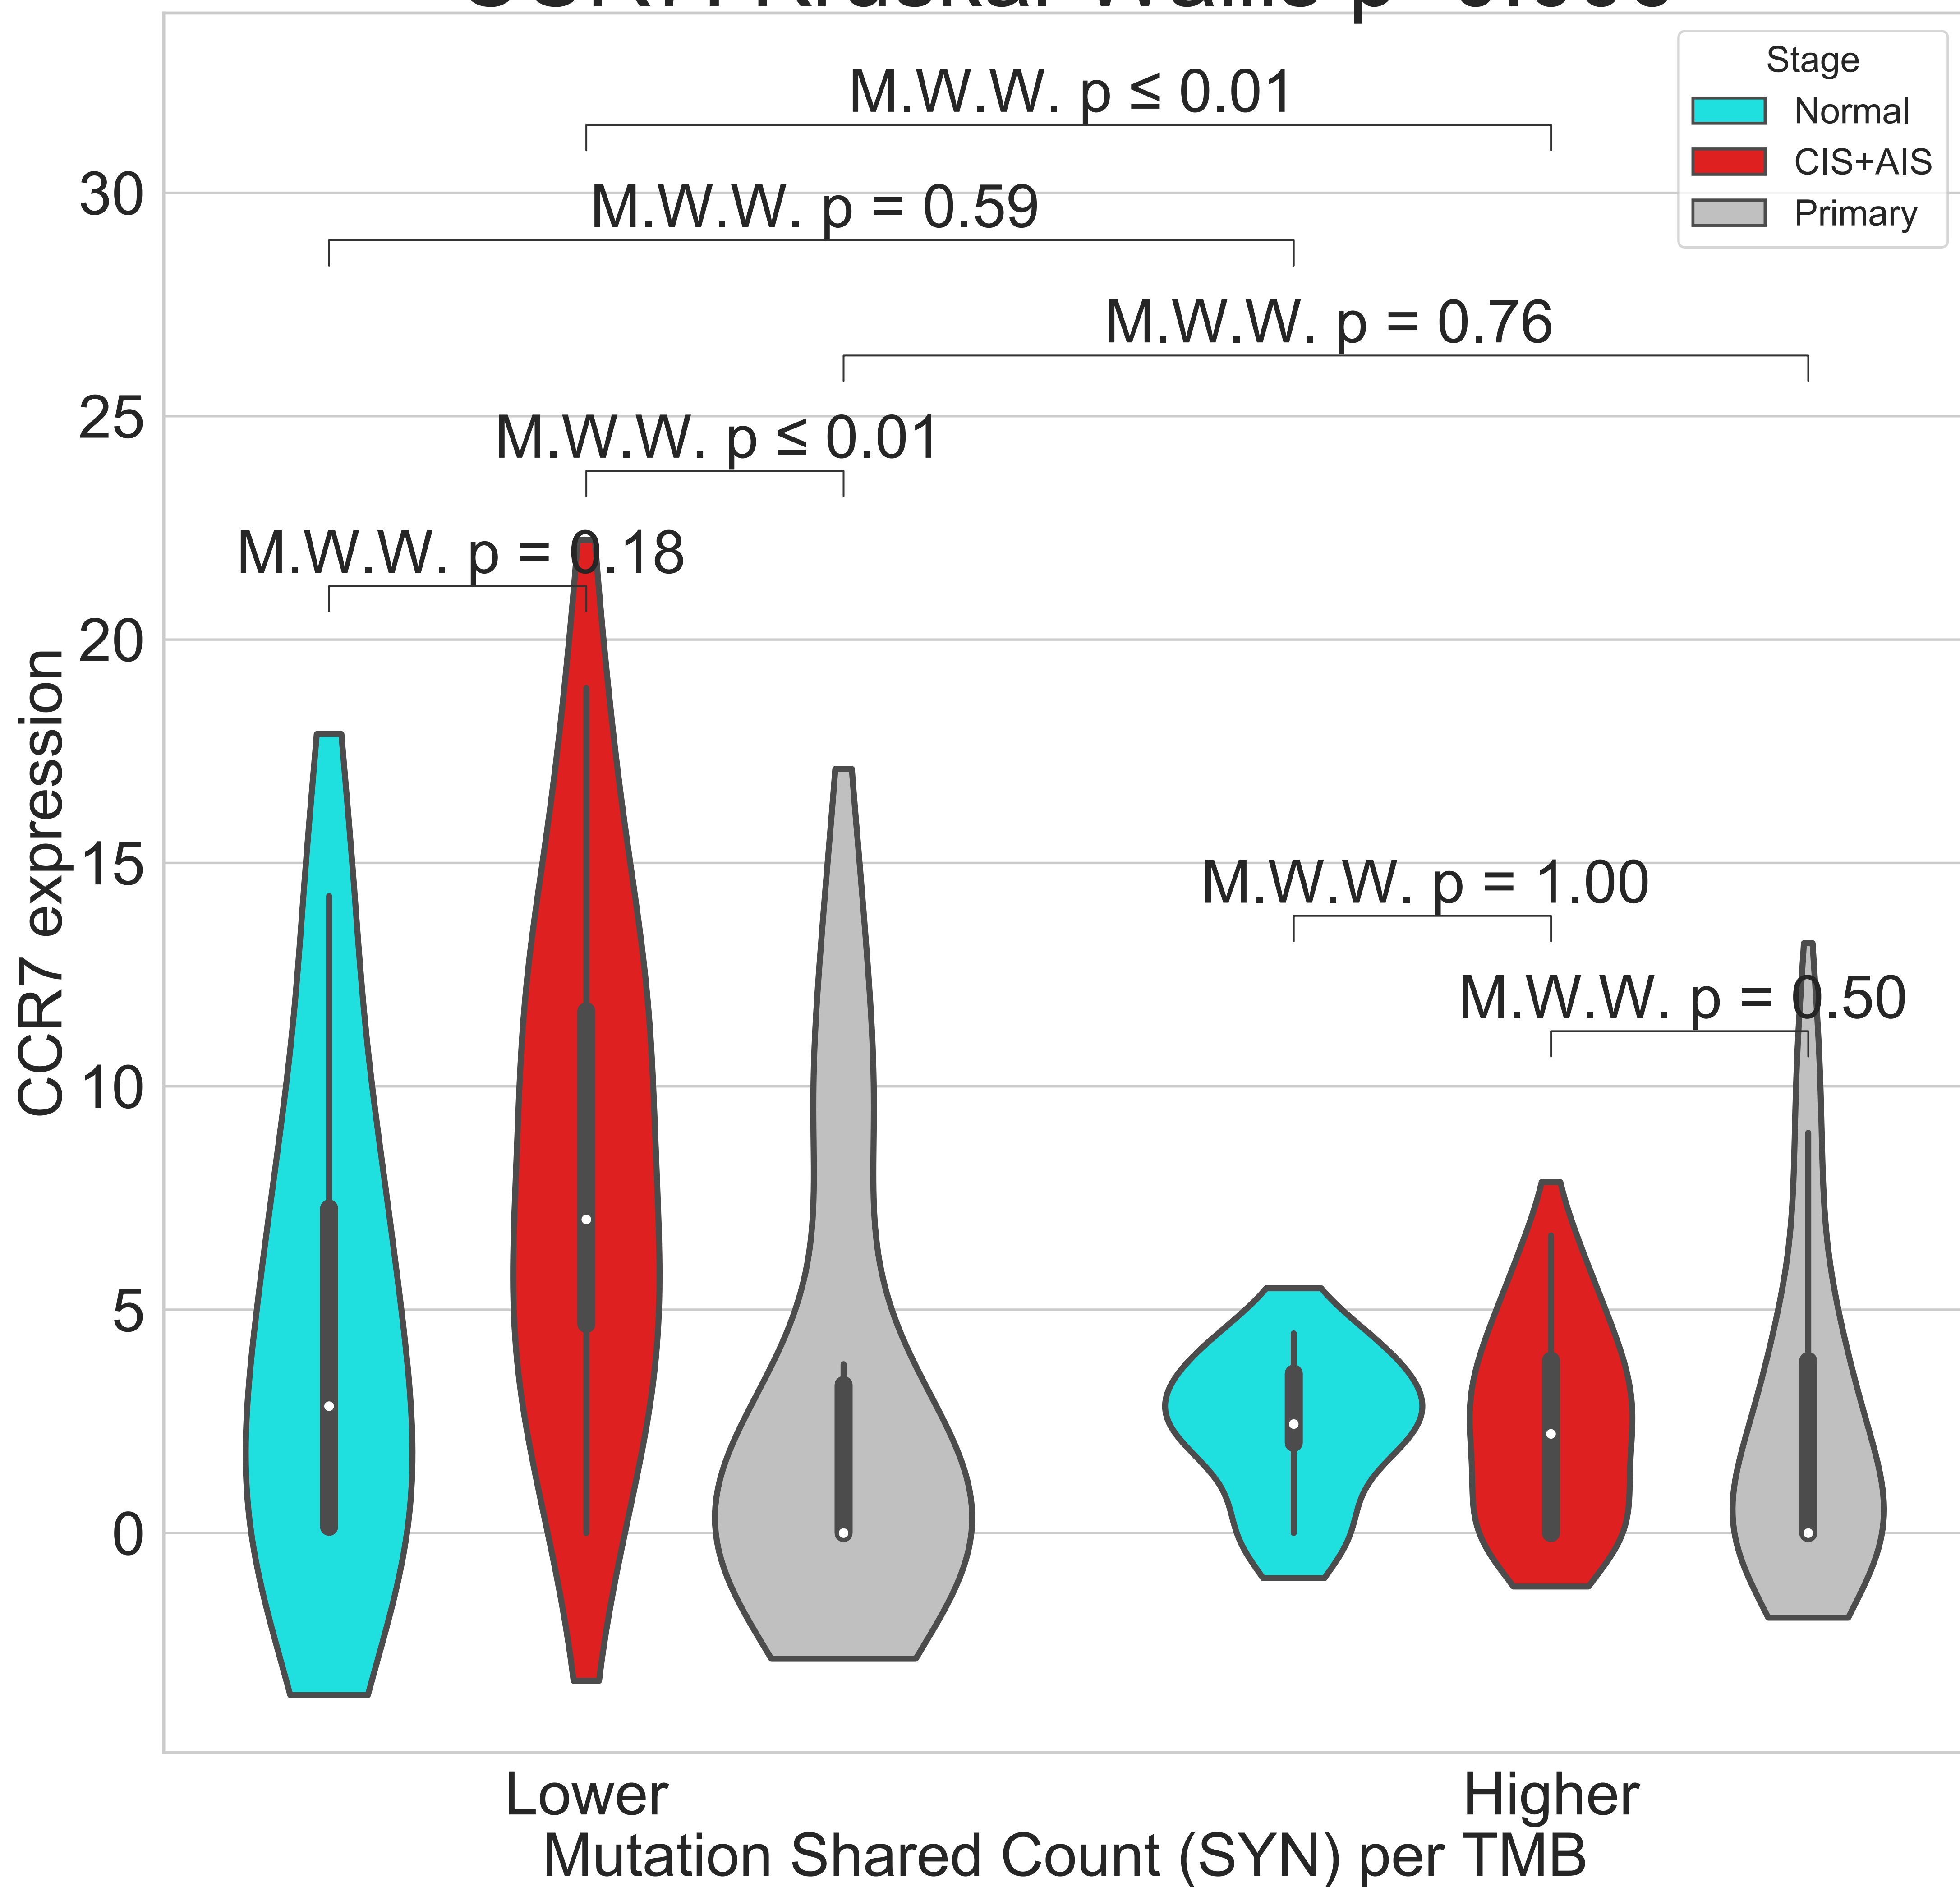 Stage
Normal
CIS+AIS
Primary
M.W.W. p ≤ 0.01
M.W.W. p = 0.59
M.W.W. p = 0.76
M.W.W. p ≤ 0.01
M.W.W. p = 0.18
M.W.W. p = 1.00
M.W.W. p = 0.50
30
25
20
15
10
5
0
CCR7 expression
Lower
Higher
Mutation Shared Count (SYN) per TMB